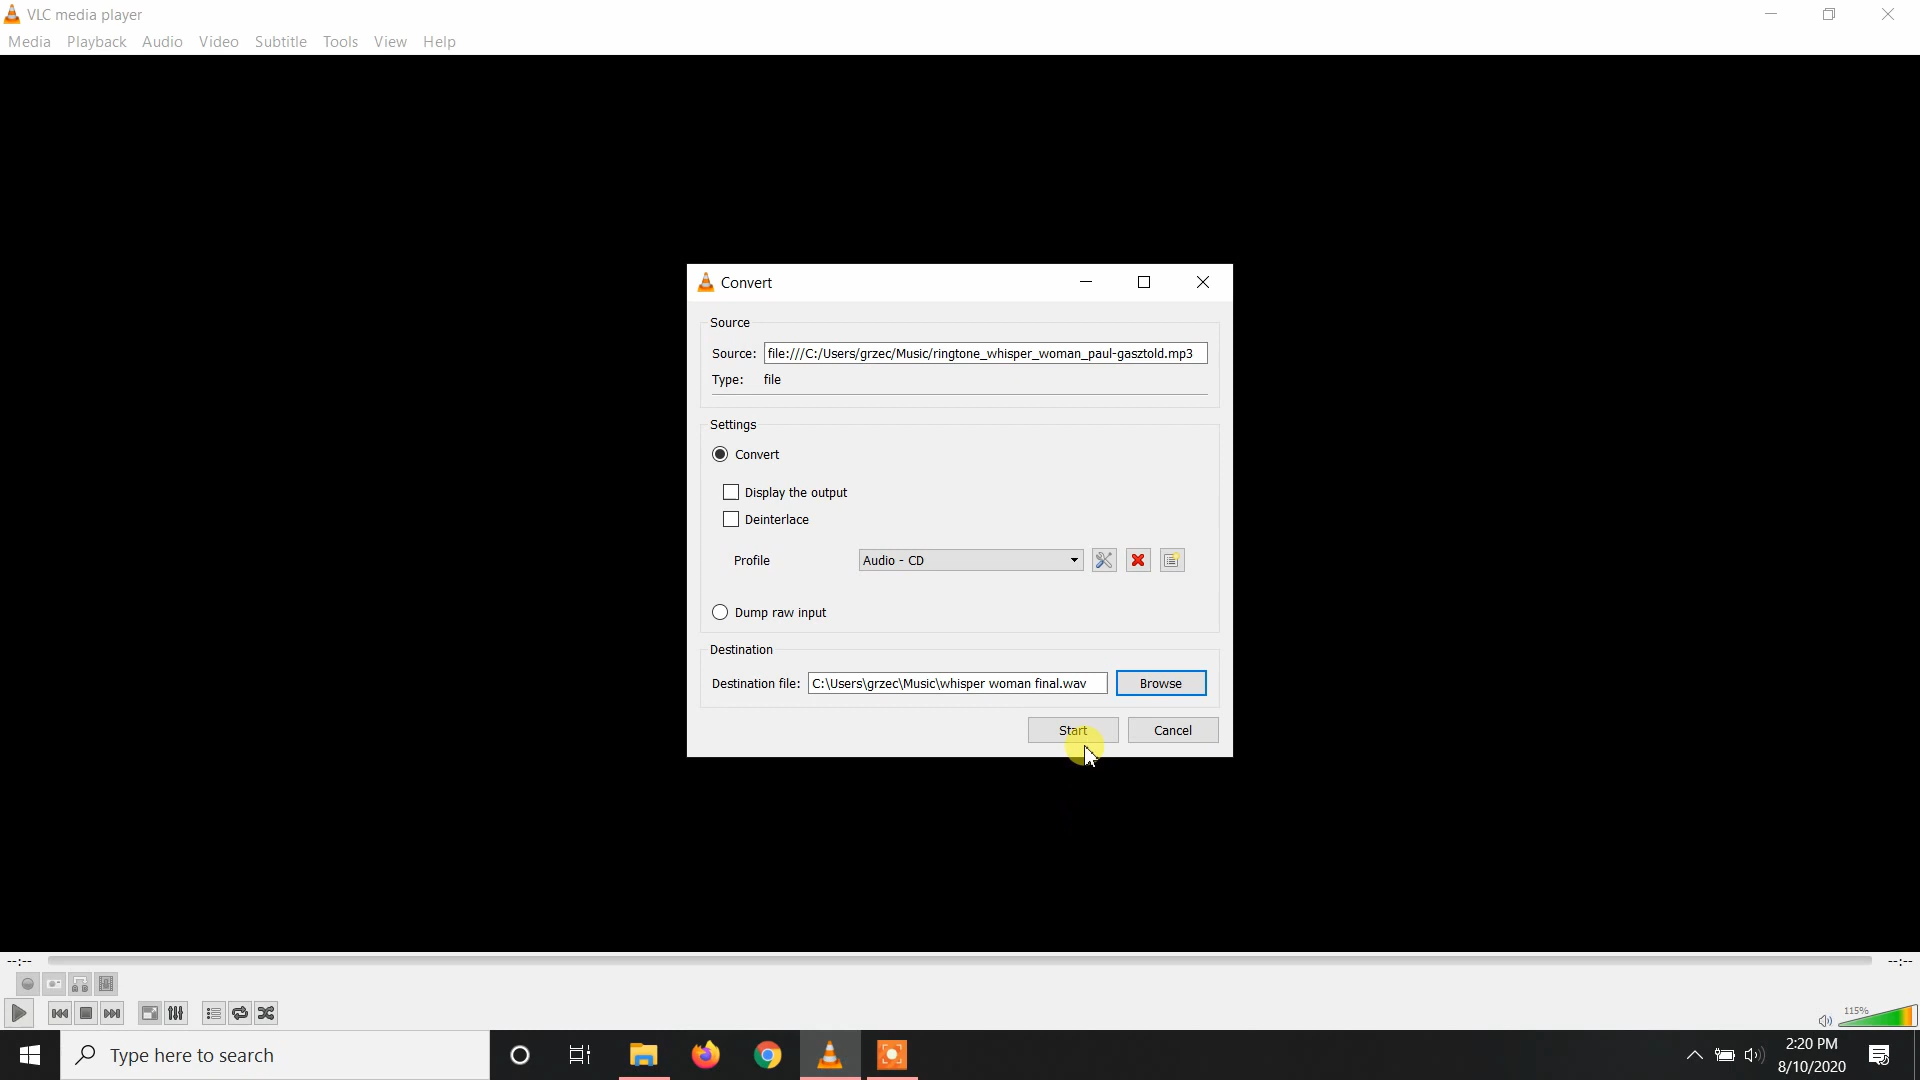 VLC media player
Media Playback Audio Video Subtitle Tools View Help
Convert
Source
Source: file:///C:/Users/grzec/Music/ringtone_whisper_woman_paul-gasztold.mp3
Type: file
Settings
Convert
Display the output
Deinterlace
Profile Audio - CD
Dump raw input
Destination
Destination file: C:\Users\grzec\Music\whisper woman final.wav Browse
Start Cancel
--:-- --:--
115%
Type here to search
2:20 PM
8/10/2020